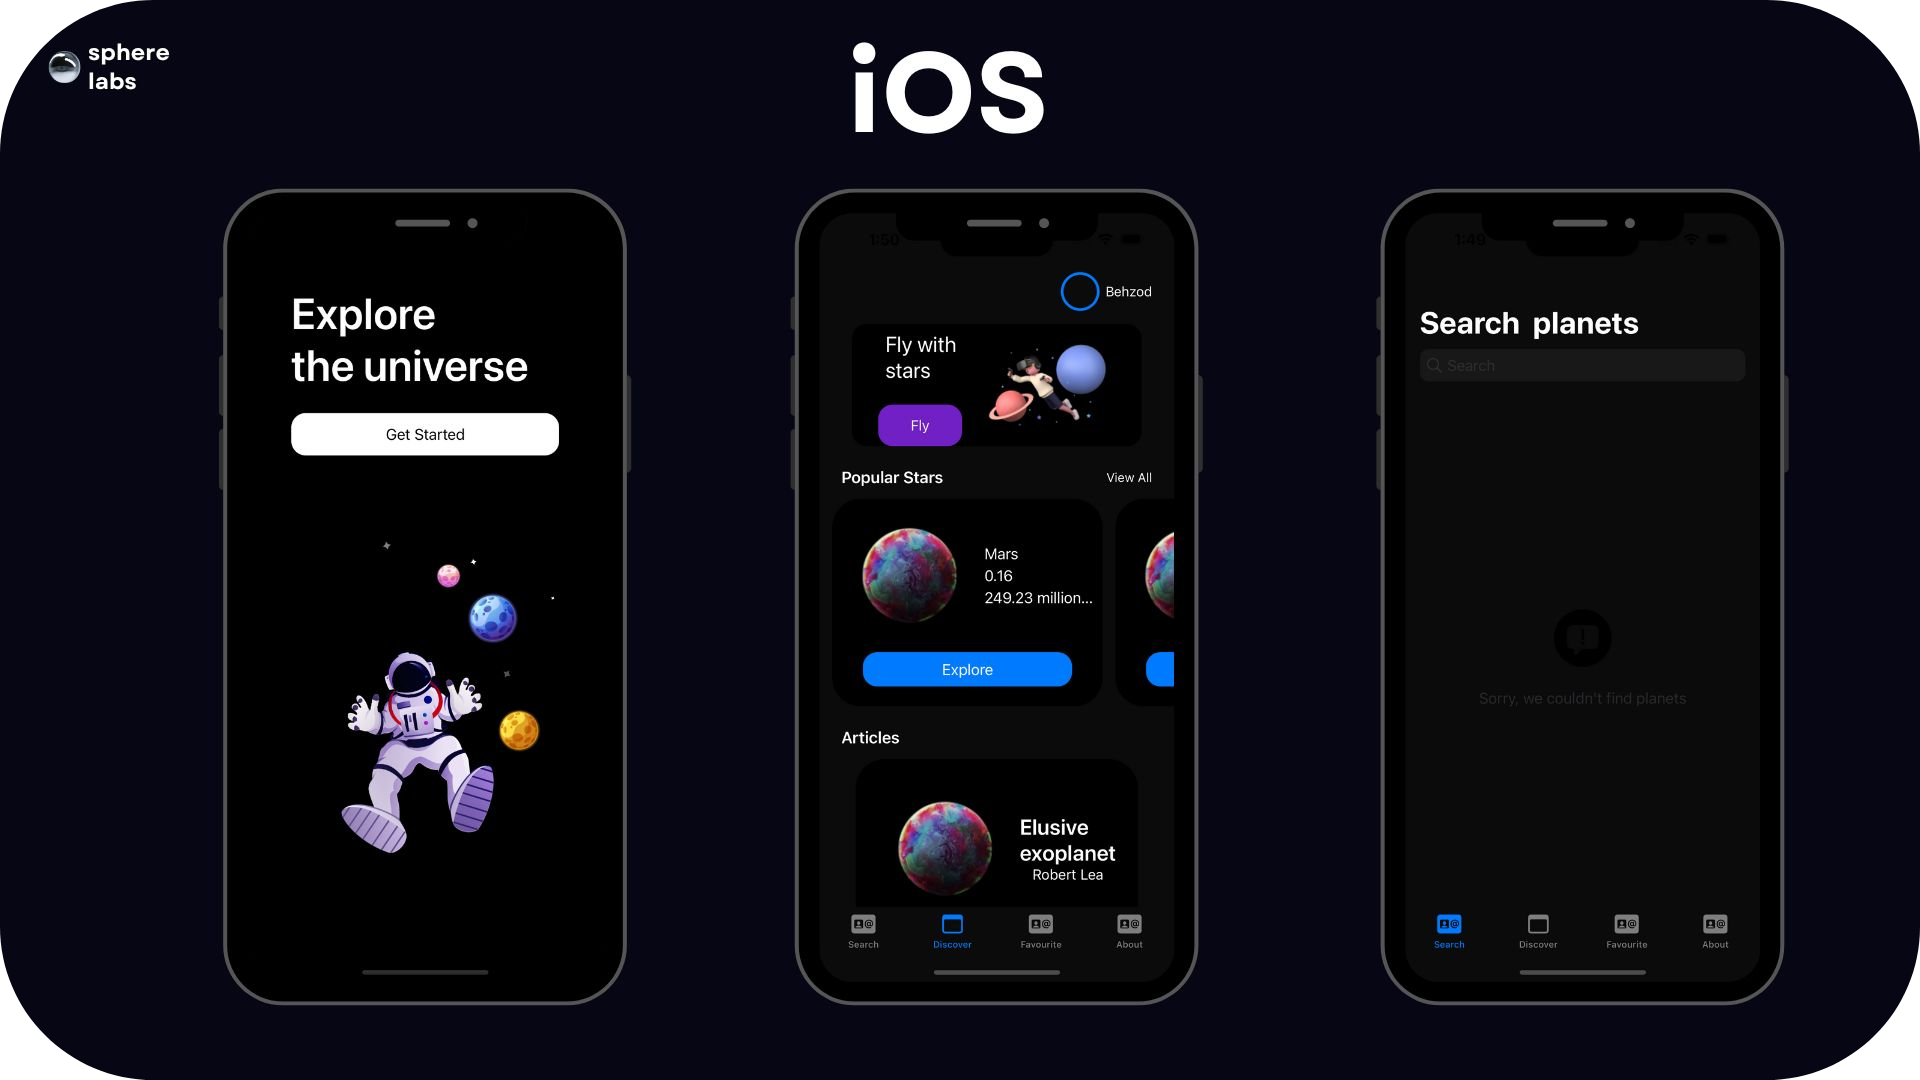 sphere
labs
iOS
Explore
the universe
Get Started
1:50
Behzod
Fly with
stars
Fly
Popular Stars
View All
Mars
0.16
249.23 million...
Explore
Articles
Elusive
exoplanet
Robert Lea
Search
Discover
Favourite
About
1:49
Search planets
Search
Sorry, we couldn't find planets
Search
Discover
Favourite
About